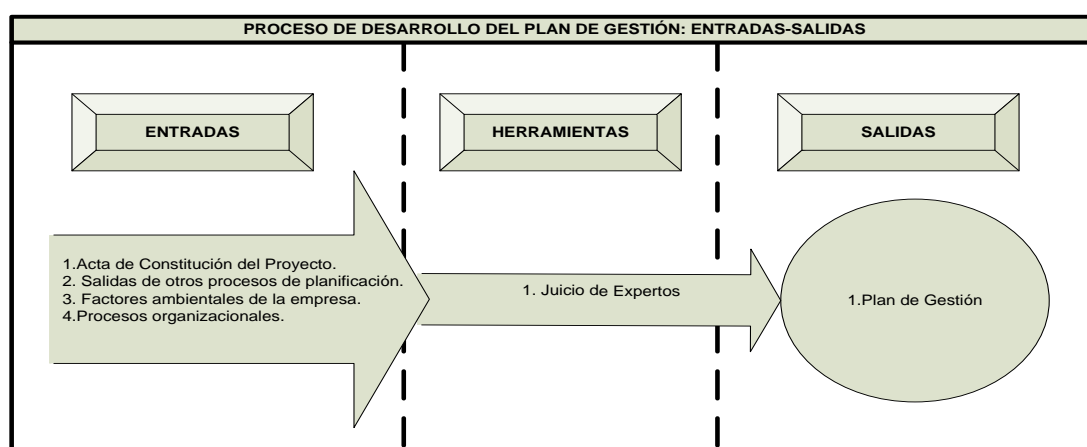 PROCESO DE DESARROLLO DEL PLAN DE GESTIÓN: ENTRADAS-SALIDAS
ENTRADAS
HERRAMIENTAS
SALIDAS
1.Acta de Constitución del Proyecto.
2. Salidas de otros procesos de planificación.
3. Factores ambientales de la empresa.
4.Procesos organizacionales.
1. Juicio de Expertos
1.Plan de Gestión